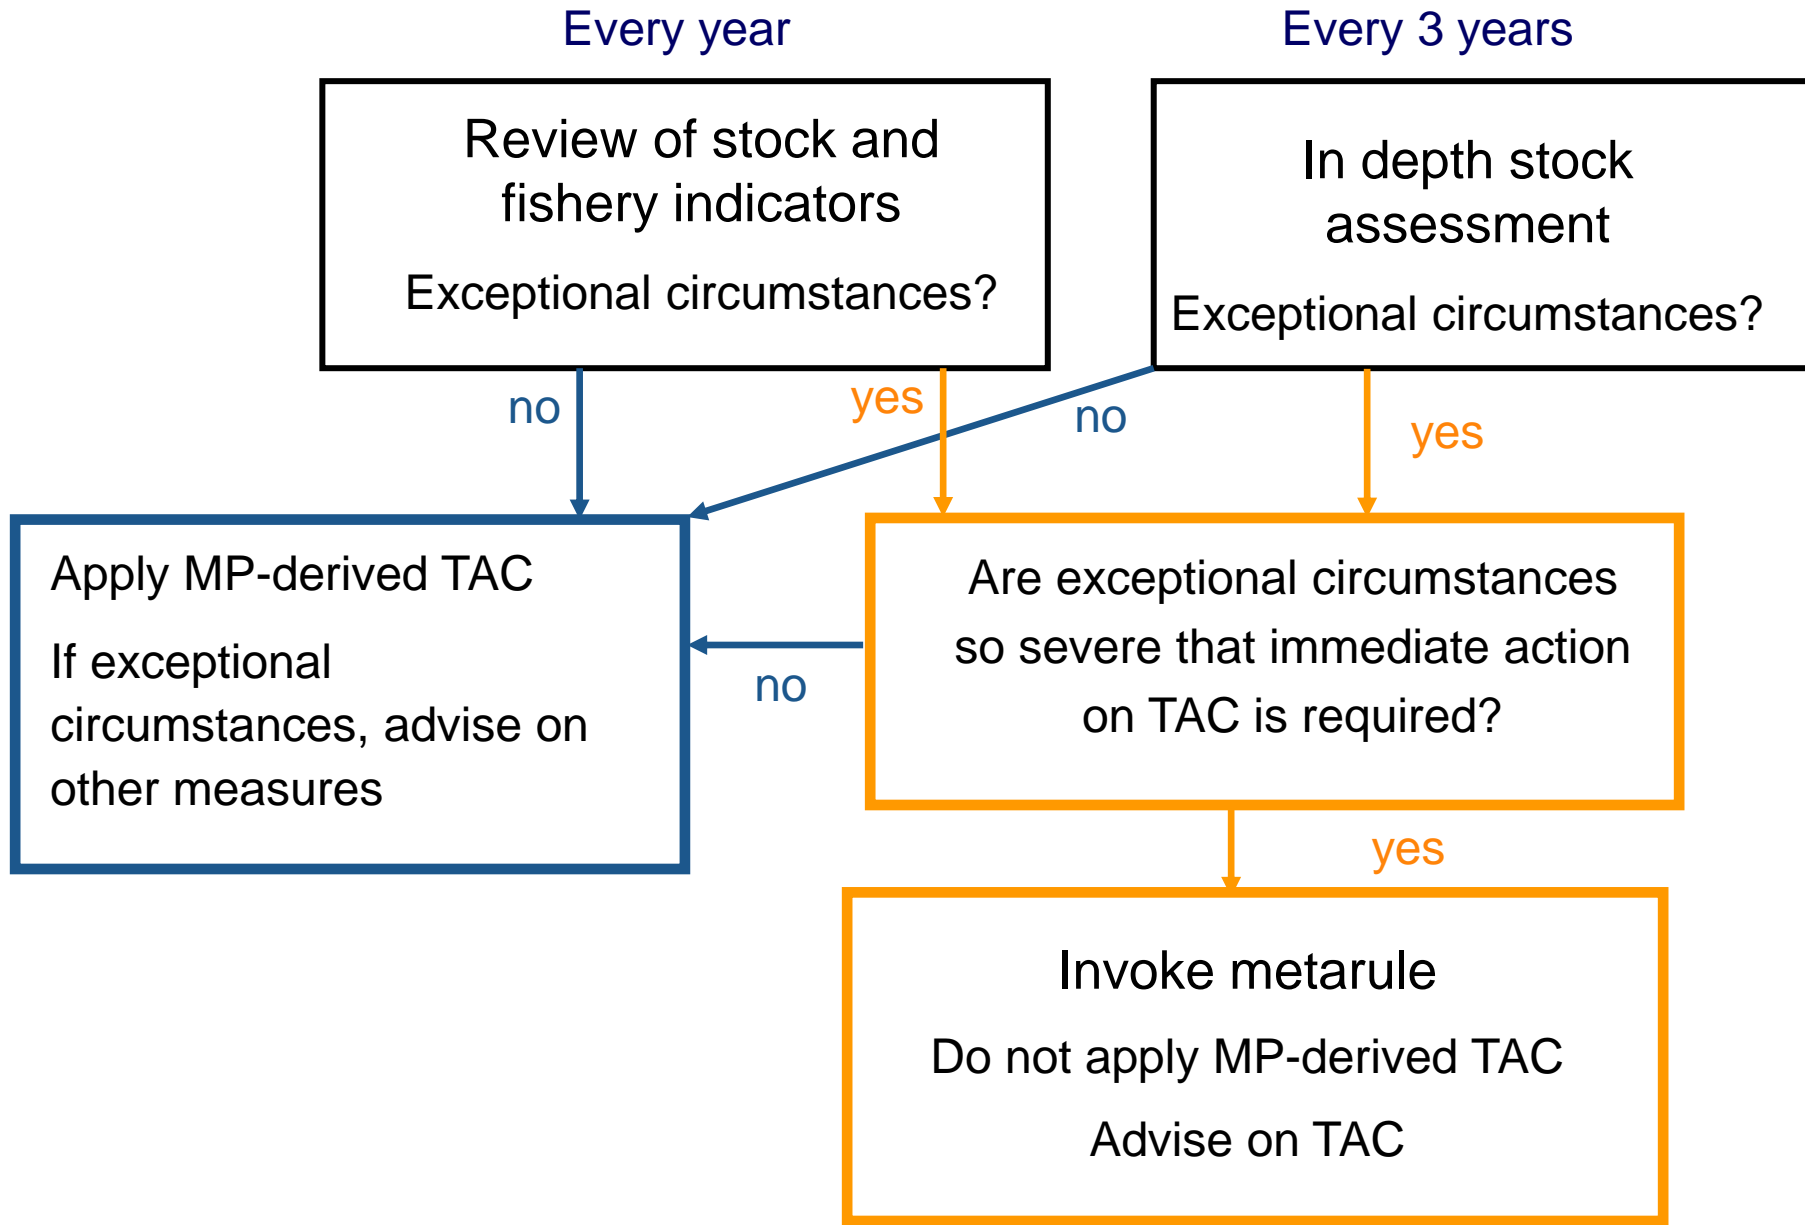 Every year
Every 3 years
Review of stock and
fishery indicators
Exceptional circumstances?
In depth stock
assessment
Exceptional circumstances?
no
yes
no
yes
Apply MP-derived TAC
If exceptional
circumstances, advise on
other measures
no
Are exceptional circumstances
so severe that immediate action
on TAC is required?
yes
Invoke metarule
Do not apply MP-derived TAC
Advise on TAC